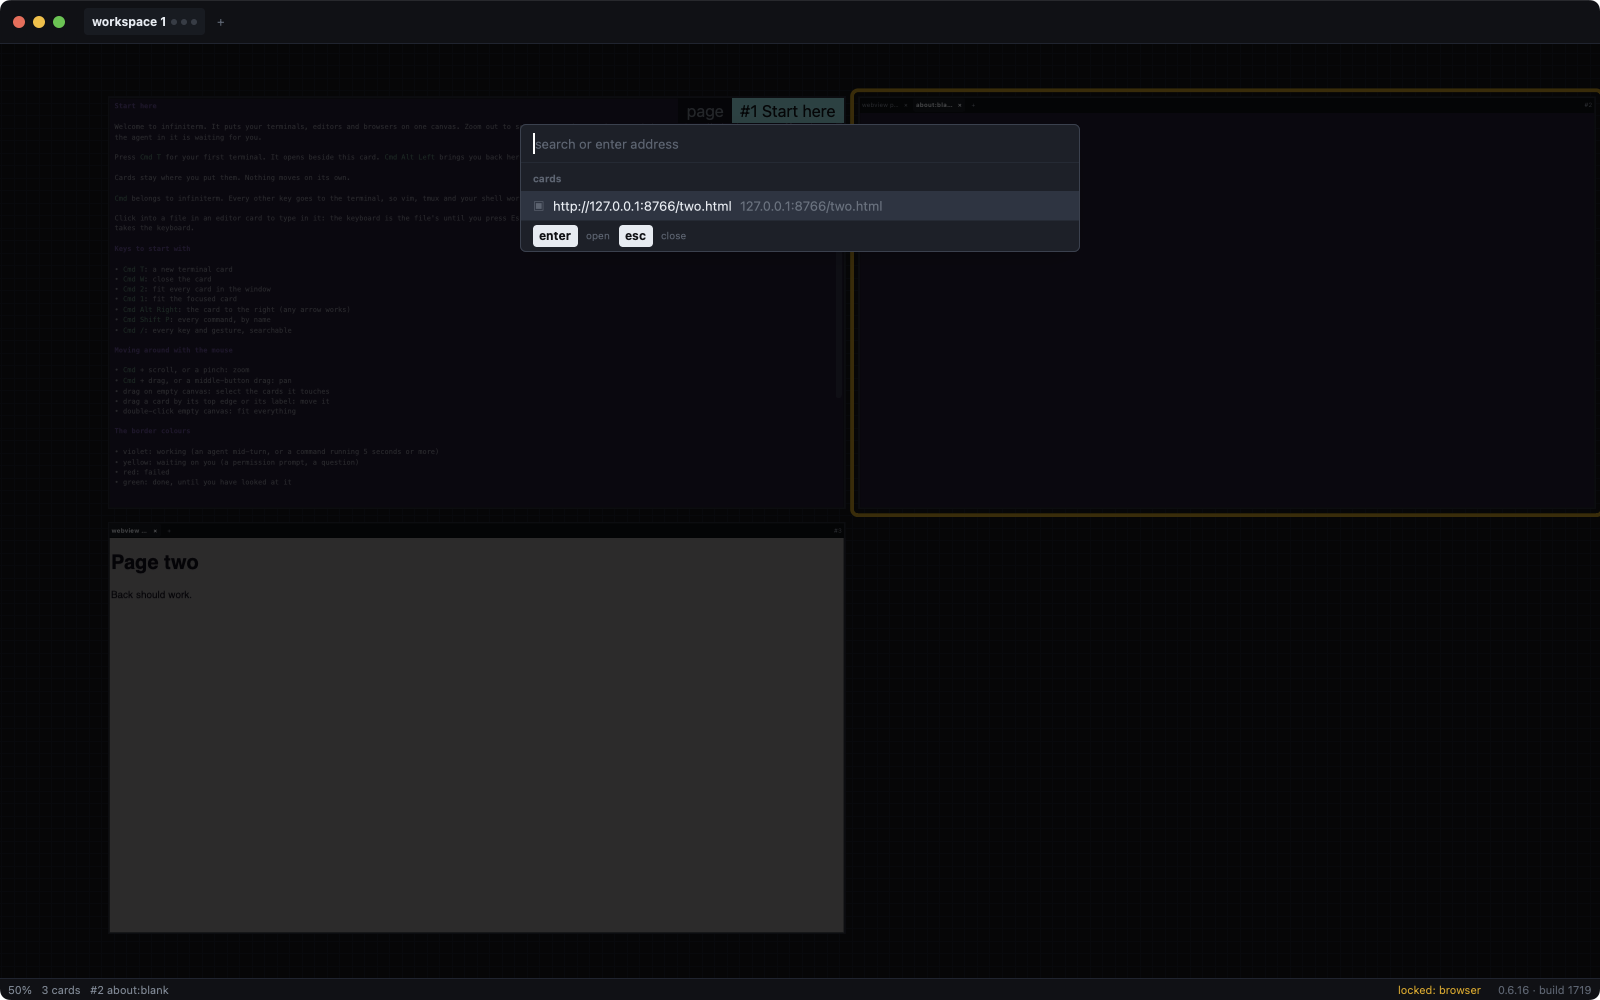 workspace 1
+
Start here
page
#1 Start here
Welcome to infiniterm. It puts your terminals, editors and browsers on one canvas. Zoom out to s
the agent in it is waiting for you.
Press Cmd T for your first terminal. It opens beside this card. Cmd Alt Left brings you back her
Cards stay where you put them. Nothing moves on its own.
Cmd belongs to infiniterm. Every other key goes to the terminal, so vim, tmux and your shell wor
Click into a file in an editor card to type in it: the keyboard is the file's until you press Es
takes the keyboard.
Keys to start with
• Cmd T: a new terminal card
• Cmd W: close the card
• Cmd 2: fit every card in the window
• Cmd 1: fit the focused card
• Cmd Alt Right: the card to the right (any arrow works)
• Cmd Shift P: every command, by name
• Cmd /: every key and gesture, searchable
Moving around with the mouse
• Cmd + scroll, or a pinch: zoom
• Cmd + drag, or a middle-button drag: pan
• drag on empty canvas: select the cards it touches
• drag a card by its top edge or its label: move it
• double-click empty canvas: fit everything
The border colours
• violet: working (an agent mid-turn, or a command running 5 seconds or more)
• yellow: waiting on you (a permission prompt, a question)
• red: failed
• green: done, until you have looked at it
search or enter address
cards
http://127.0.0.1:8766/two.html 127.0.0.1:8766/two.html
enter open esc close
webview p... × about:bla... +
#2
webview ... +
Page two
Back should work.
50% 3 cards #2 about:blank
locked: browser 0.6.16 · build 1719